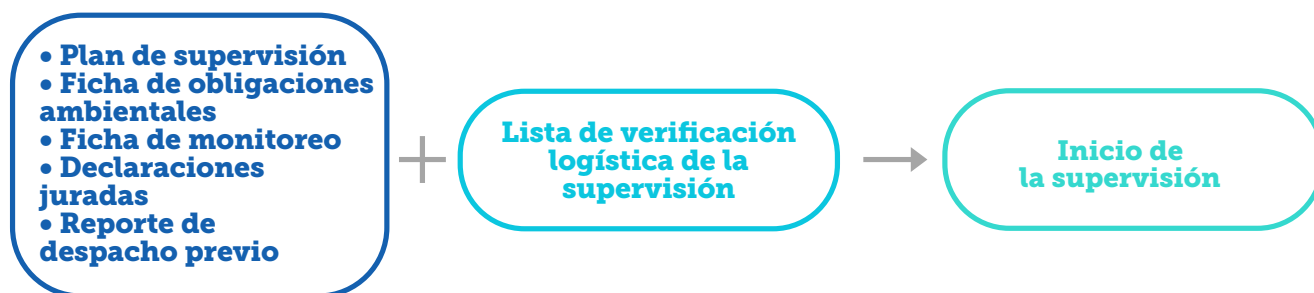 • Plan de supervisión
• Ficha de obligaciones
ambientales
• Ficha de monitoreo
• Declaraciones
juradas
• Reporte de
despacho previo
Lista de verificación
logística de la
supervisión
Inicio de
la supervisión